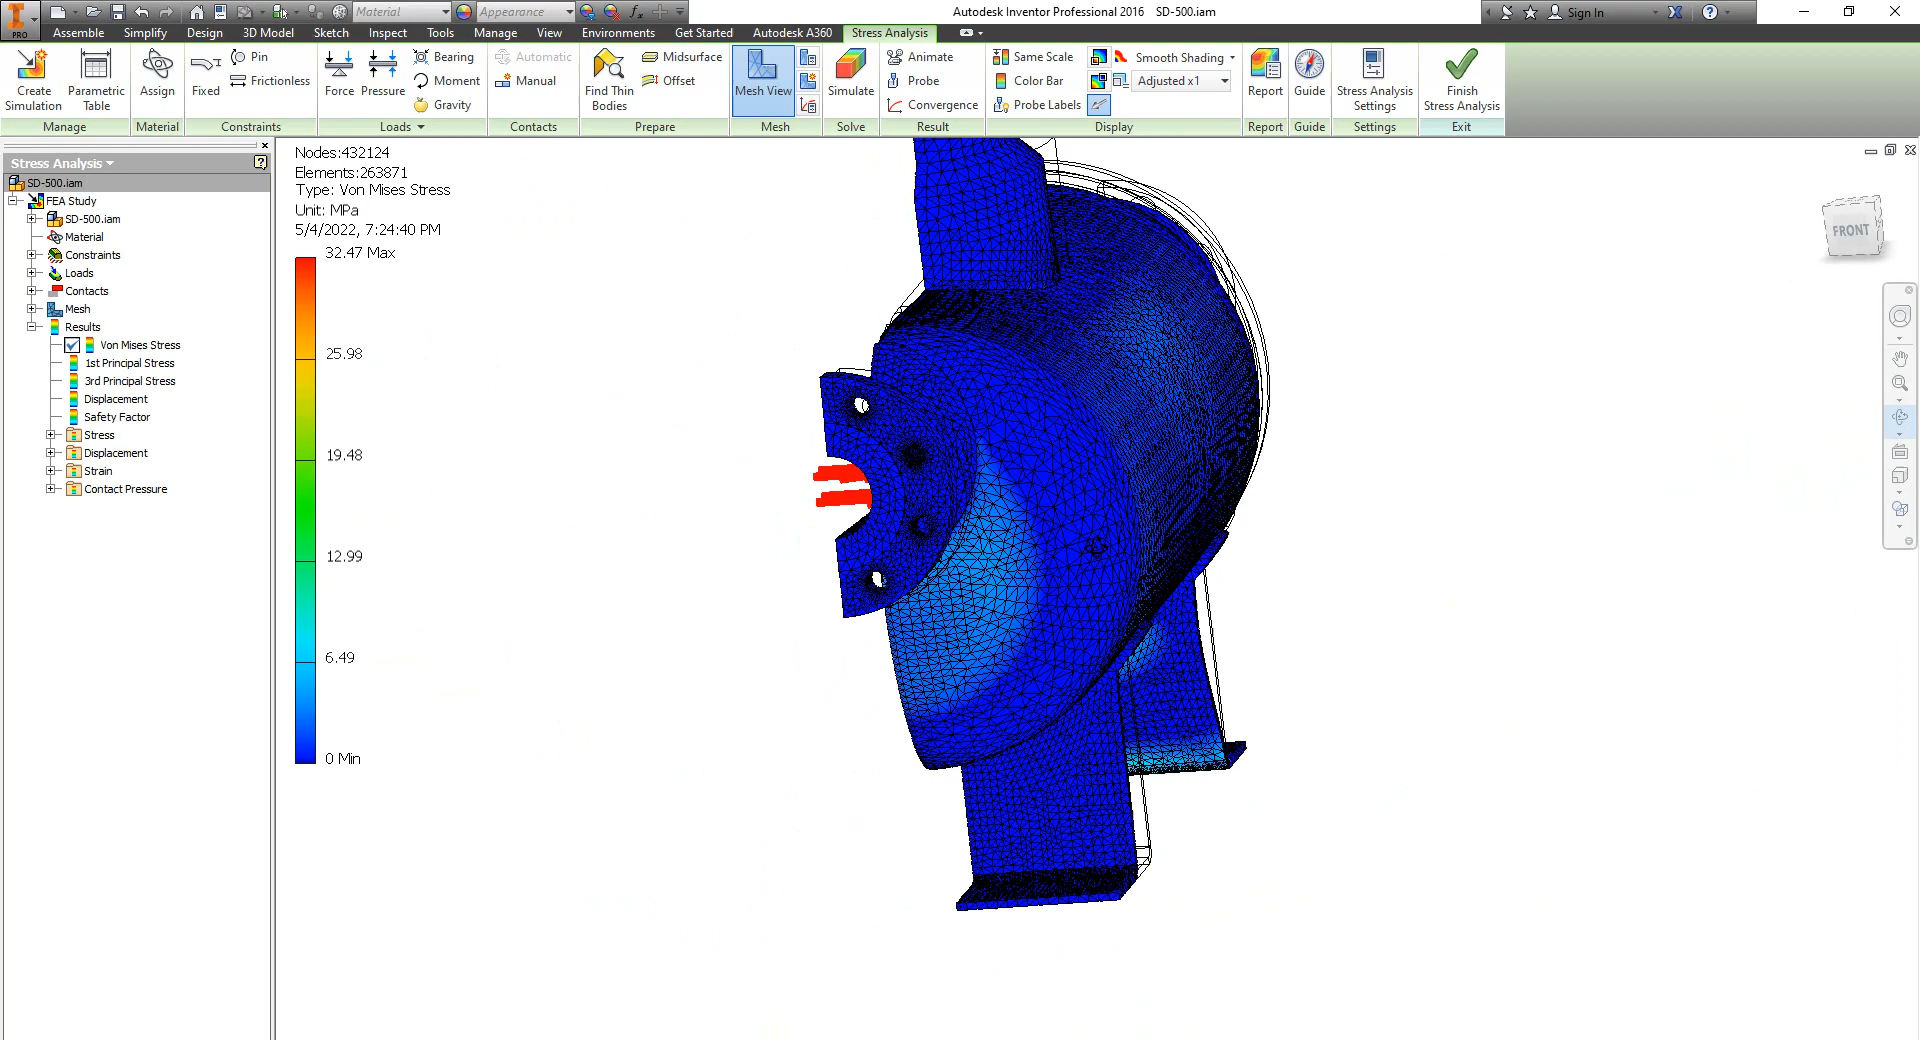 PRO
Material
Appearance
Autodesk Inventor Professional 2016 SD-500.iam
Sign In
Assemble Simplify Design 3D Model Sketch Inspect Tools Manage View Environments Get Started Autodesk A360 Stress Analysis
Create Simulation
Parametric Table
Manage
Assign
Material
Fixed
Pin
Frictionless
Constraints
Force
Pressure
Bearing
Moment
Gravity
Loads
Automatic
Manual
Contacts
Find Thin Bodies
Midsurface
Offset
Prepare
Mesh View
Mesh
Simulate
Solve
Animate
Probe
Convergence
Result
Same Scale
Color Bar
Probe Labels
Smooth Shading
Adjusted x1
Display
Report
Report
Guide
Guide
Stress Analysis Settings
Settings
Finish Stress Analysis
Exit
Stress Analysis
SD-500.iam
FEA Study
SD-500.iam
Material
Constraints
Loads
Contacts
Mesh
Results
Von Mises Stress
1st Principal Stress
3rd Principal Stress
Displacement
Safety Factor
Stress
Displacement
Strain
Contact Pressure
Nodes:432124
Elements:263871
Type: Von Mises Stress
Unit: MPa
5/4/2022, 7:24:40 PM
32.47 Max
25.98
19.48
12.99
6.49
0 Min
FRONT